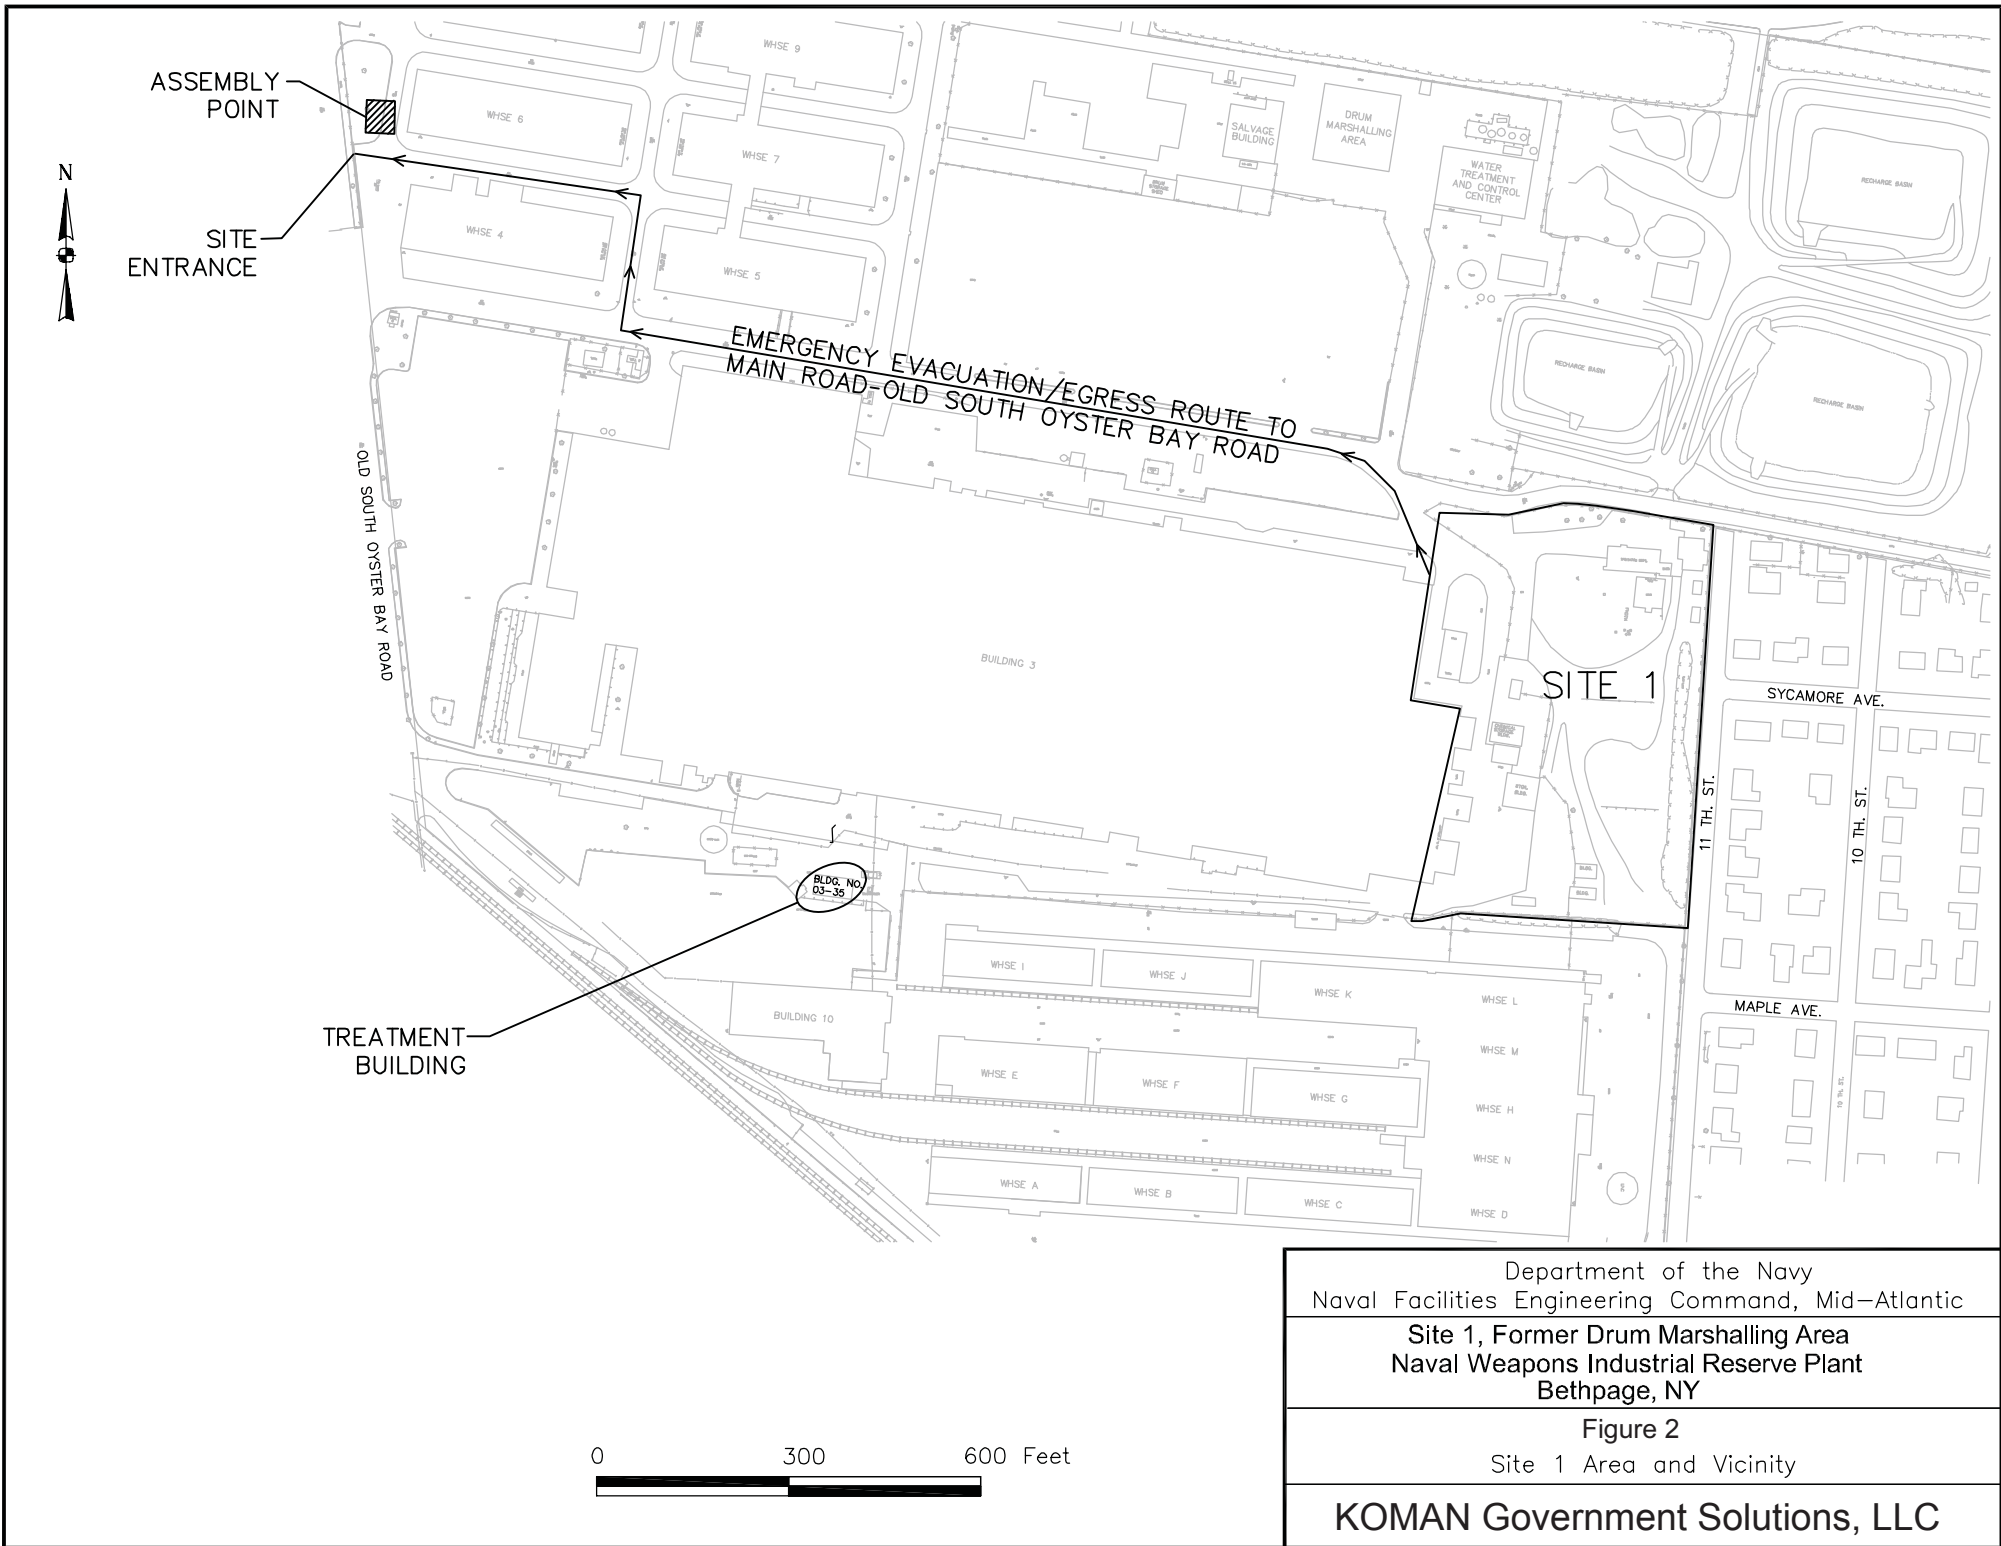 ASSEMBLY
POINT
N
SITE
ENTRANCE
WHSE 9
WHSE 6
WHSE 7
WHSE 4
WHSE 5
SALVAGE
BUILDING
DRUM
MARSHALLING
AREA
WATER
TREATMENT
AND CONTROL
CENTER
RECHARGE BASIN
RECHARGE BASIN
RECHARGE BASIN
EMERGENCY EVACUATION/EGRESS ROUTE TO
MAIN ROAD-OLD SOUTH OYSTER BAY ROAD
OLD SOUTH OYSTER BAY ROAD
BUILDING 3
SITE 1
SYCAMORE AVE.
11 TH. ST.
10 TH. ST.
MAPLE AVE.
10 TH. ST.
BLDG. NO.
03-35
TREATMENT
BUILDING
BUILDING 10
WHSE I
WHSE J
WHSE K
WHSE L
WHSE M
WHSE E
WHSE F
WHSE G
WHSE H
WHSE N
WHSE A
WHSE B
WHSE C
WHSE D
0 300 600 Feet
Department of the Navy
Naval Facilities Engineering Command, Mid-Atlantic
Site 1, Former Drum Marshalling Area
Naval Weapons Industrial Reserve Plant
Bethpage, NY
Figure 2
Site 1 Area and Vicinity
KOMAN Government Solutions, LLC